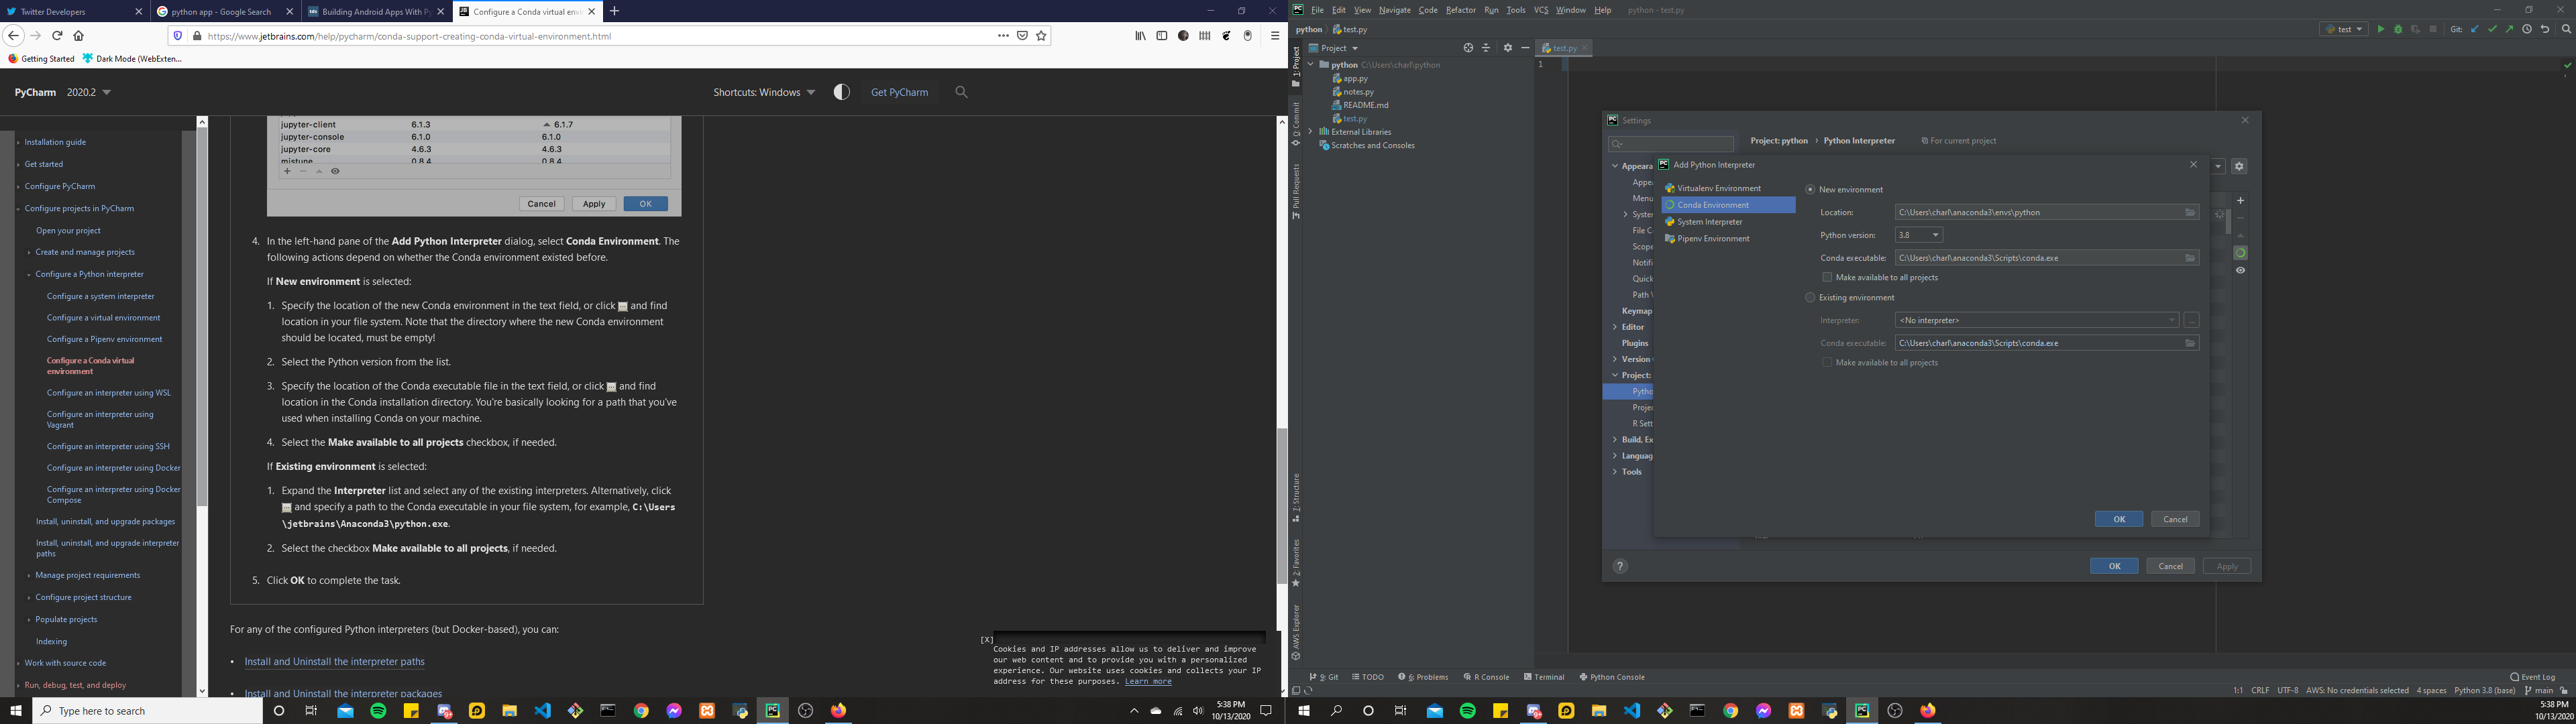 Twitter Developers
python app - Google Search
Building Android Apps With Py
Configure a Conda virtual envi
https://www.jetbrains.com/help/pycharm/conda-support-creating-conda-virtual-environment.html
Getting Started
Dark Mode (WebExten...
PyCharm 2020.2
Shortcuts: Windows
Get PyCharm
Installation guide
Get started
Configure PyCharm
Configure projects in PyCharm
Open your project
Create and manage projects
Configure a Python interpreter
Configure a system interpreter
Configure a virtual environment
Configure a Pipenv environment
Configure a Conda virtual
environment
Configure an interpreter using WSL
Configure an interpreter using
Vagrant
Configure an interpreter using SSH
Configure an interpreter using Docker
Configure an interpreter using Docker
Compose
Install, uninstall, and upgrade packages
Install, uninstall, and upgrade interpreter
paths
Manage project requirements
Configure project structure
Populate projects
Indexing
Work with source code
Run, debug, test, and deploy
jupyter-client 6.1.3 6.1.7
jupyter-console 6.1.0 6.1.0
jupyter-core 4.6.3 4.6.3
mistune 0.8.4 0.8.4
Cancel Apply OK
4. In the left-hand pane of the Add Python Interpreter dialog, select Conda Environment. The
following actions depend on whether the Conda environment existed before.
If New environment is selected:
1. Specify the location of the new Conda environment in the text field, or click and find
location in your file system. Note that the directory where the new Conda environment
should be located, must be empty!
2. Select the Python version from the list.
3. Specify the location of the Conda executable file in the text field, or click and find
location in the Conda installation directory. You're basically looking for a path that you've
used when installing Conda on your machine.
4. Select the Make available to all projects checkbox, if needed.
If Existing environment is selected:
1. Expand the Interpreter list and select any of the existing interpreters. Alternatively, click
and specify a path to the Conda executable in your file system, for example, C:\Users
\jetbrains\Anaconda3\python.exe.
2. Select the checkbox Make available to all projects, if needed.
5. Click OK to complete the task.
For any of the configured Python interpreters (but Docker-based), you can:
• Install and Uninstall the interpreter paths
• Install and Uninstall the interpreter packages
[X]
Cookies and IP addresses allow us to deliver and improve
our web content and to provide you with a personalized
experience. Our website uses cookies and collects your IP
address for these purposes. Learn more
Type here to search
5:38 PM
10/13/2020
File Edit View Navigate Code Refactor Run Tools VCS Window Help python - test.py
python test.py
test
Git:
1: Project
0: Commit
Pull Requests
7: Structure
2: Favorites
AWS Explorer
Project
python C:\Users\charf\python
app.py
notes.py
README.md
test.py
External Libraries
Scratches and Consoles
test.py
1
Settings
Project: python › Python Interpreter
For current project
Appeara
Appea
Menu
System
File Co
Scope
Notifi
Quick
Path V
Keymap
Editor
Plugins
Version C
Project:
Pytho
Projec
R Sett
Build, Ex
Languag
Tools
Add Python Interpreter
Virtualenv Environment
Conda Environment
System Interpreter
Pipenv Environment
New environment
Location: C:\Users\charf\anaconda3\envs\python
Python version: 3.8
Conda executable: C:\Users\charf\anaconda3\Scripts\conda.exe
Make available to all projects
Existing environment
Interpreter: <No interpreter>
Conda executable: C:\Users\charf\anaconda3\Scripts\conda.exe
Make available to all projects
OK Cancel
OK Cancel Apply
9: Git TODO 6: Problems R Console Terminal Python Console
Event Log
1:1 CRLF UTF-8 AWS: No credentials selected 4 spaces Python 3.8 (base) main
5:38 PM
10/13/2020